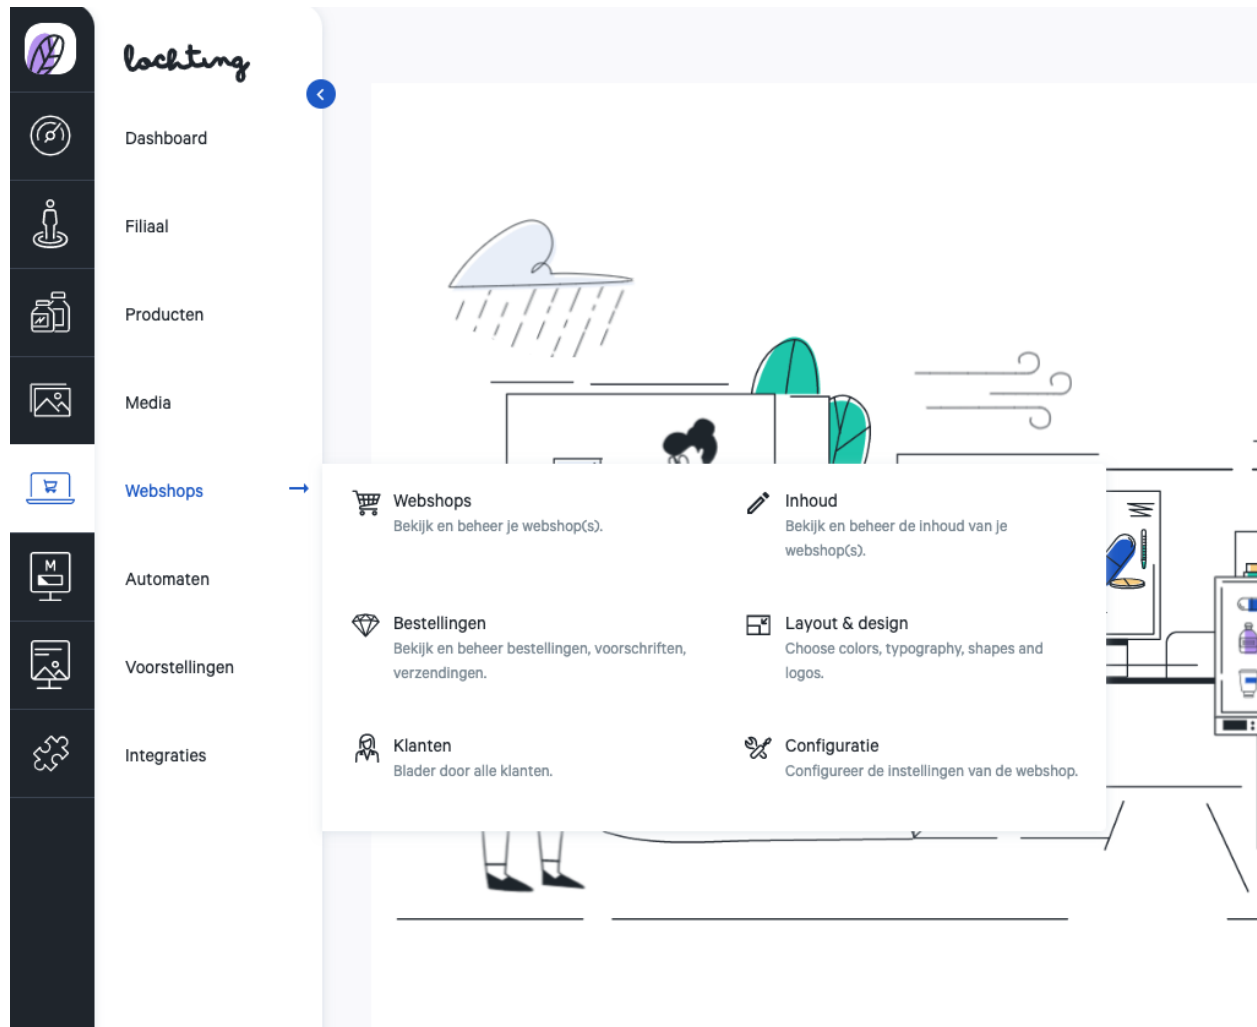 lochting
Dashboard
Filiaal
Producten
Media
Webshops
M
Automaten
Voorstellingen
Integraties
Webshops
Bekijk en beheer je webshop(s).
Inhoud
Bekijk en beheer de inhoud van je
webshop(s).
Bestellingen
Bekijk en beheer bestellingen, voorschriften,
verzendingen.
Layout & design
Choose colors, typography, shapes and
logos.
Klanten
Blader door alle klanten.
Configuratie
Configureer de instellingen van de webshop.